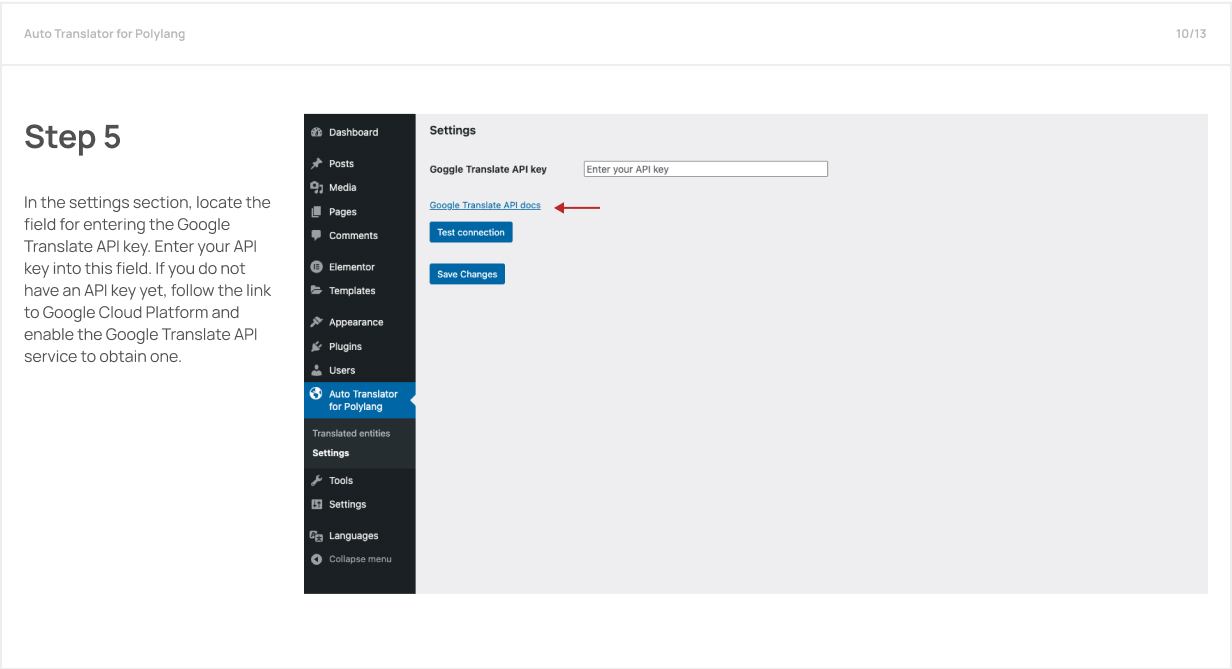 Auto Translator for Polylang
10/13
Step 5
In the settings section, locate the
field for entering the Google
Translate API key. Enter your API
key into this field. If you do not
have an API key yet, follow the link
to Google Cloud Platform and
enable the Google Translate API
service to obtain one.
Dashboard
Posts
Media
Pages
Comments
Elementor
Templates
Appearance
Plugins
Users
Auto Translator
for Polylang
Translated entities
Settings
Tools
Settings
Languages
Collapse menu
Settings
Goggle Translate API key
Enter your API key
Google Translate API docs
Test connection
Save Changes